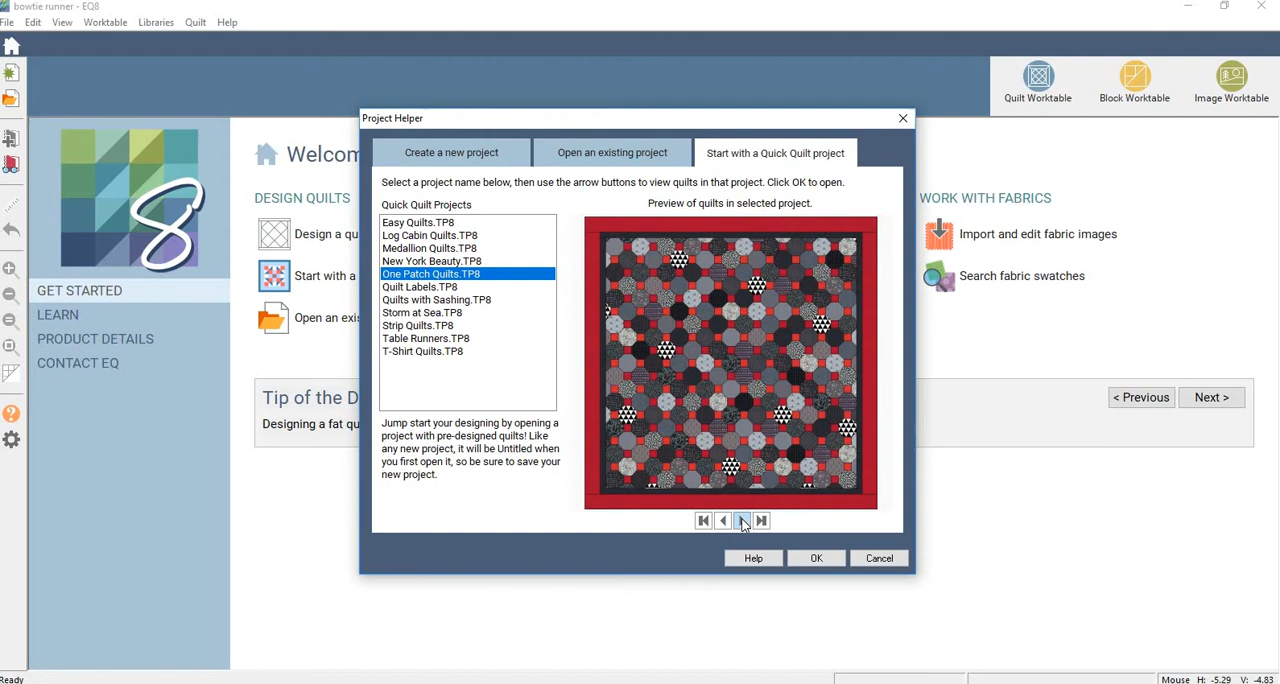 bowtie runner - EQ8
File Edit View Worktable Libraries Quilt Help
Quilt Worktable Block Worktable Image Worktable
8
GET STARTED
LEARN
PRODUCT DETAILS
CONTACT EQ
Welcom
DESIGN QUILTS
Design a qu
Start with a
Open an exis
Tip of the D
Designing a fat qu
Project Helper
Create a new project Open an existing project Start with a Quick Quilt project
Select a project name below, then use the arrow buttons to view quilts in that project. Click OK to open.
Quick Quilt Projects
Easy Quilts.TP8
Log Cabin Quilts.TP8
Medallion Quilts.TP8
New York Beauty.TP8
One Patch Quilts.TP8
Quilt Labels.TP8
Quilts with Sashing.TP8
Storm at Sea.TP8
Strip Quilts.TP8
Table Runners.TP8
T-Shirt Quilts.TP8
Jump start your designing by opening a
project with pre-designed quilts! Like
any new project, it will be Untitled when
you first open it, so be sure to save your
new project.
Preview of quilts in selected project.
Help OK Cancel
WORK WITH FABRICS
Import and edit fabric images
Search fabric swatches
< Previous Next >
Ready
Mouse H: -5.29 V: -4.83